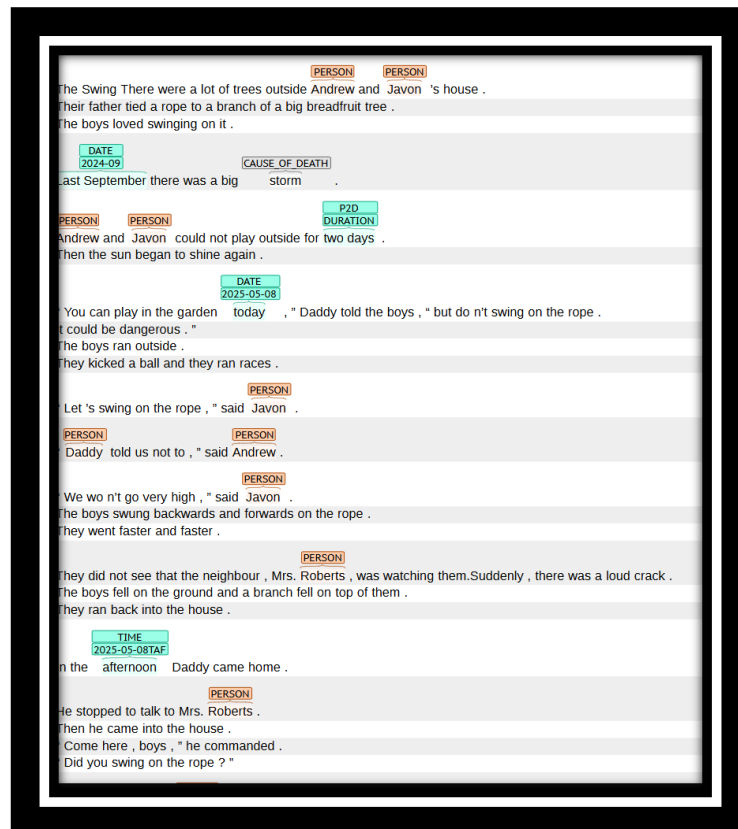 PERSON PERSON
The Swing There were a lot of trees outside Andrew and Javon 's house .
Their father tied a rope to a branch of a big breadfruit tree .
The boys loved swinging on it .
DATE
2024-09 CAUSE_OF_DEATH
Last September there was a big storm .
P2D
PERSON PERSON DURATION
Andrew and Javon could not play outside for two days .
Then the sun began to shine again .
DATE
2025-05-08
" You can play in the garden today , " Daddy told the boys , “ but do n't swing on the rope .
It could be dangerous . "
The boys ran outside .
They kicked a ball and they ran races .
PERSON
" Let 's swing on the rope , " said Javon .
PERSON PERSON
" Daddy told us not to , " said Andrew .
PERSON
" We wo n't go very high , " said Javon .
The boys swung backwards and forwards on the rope .
They went faster and faster .
PERSON
They did not see that the neighbour , Mrs. Roberts , was watching them.Suddenly , there was a loud crack .
The boys fell on the ground and a branch fell on top of them .
They ran back into the house .
TIME
2025-05-08TAF
In the afternoon Daddy came home .
PERSON
He stopped to talk to Mrs. Roberts .
Then he came into the house .
" Come here , boys , " he commanded .
" Did you swing on the rope ? "